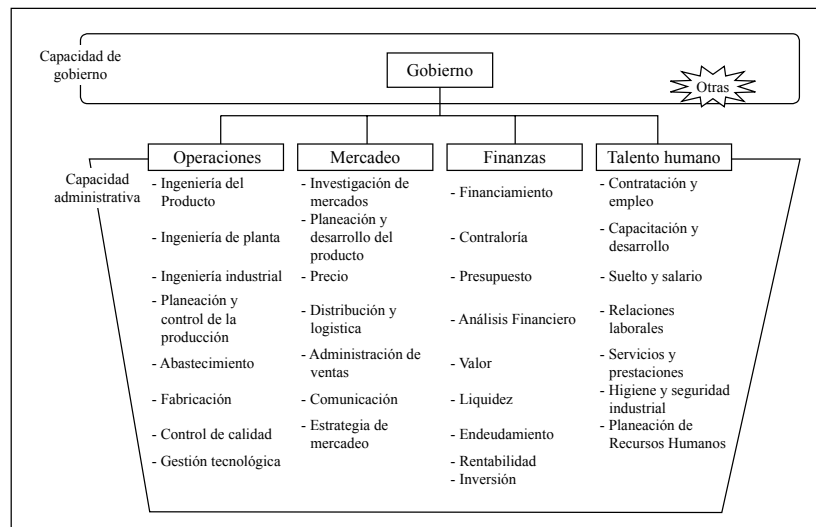 Capacidad de
gobierno
Gobierno
Otras
Capacidad
administrativa
Operaciones
- Ingeniería del
Producto
- Ingeniería de planta
- Ingeniería industrial
- Planeación y
control de la
producción
- Abastecimiento
- Fabricación
- Control de calidad
- Gestión tecnológica
Mercadeo
- Investigación de
mercados
- Planeación y
desarrollo del
producto
- Precio
- Distribución y
logistica
- Administración de
ventas
- Comunicación
- Estrategia de
mercadeo
Finanzas
- Financiamiento
- Contraloría
- Presupuesto
- Análisis Financiero
- Valor
- Liquidez
- Endeudamiento
- Rentabilidad
- Inversión
Talento humano
- Contratación y
empleo
- Capacitación y
desarrollo
- Suelto y salario
- Relaciones
laborales
- Servicios y
prestaciones
- Higiene y seguridad
industrial
- Planeación de
Recursos Humanos